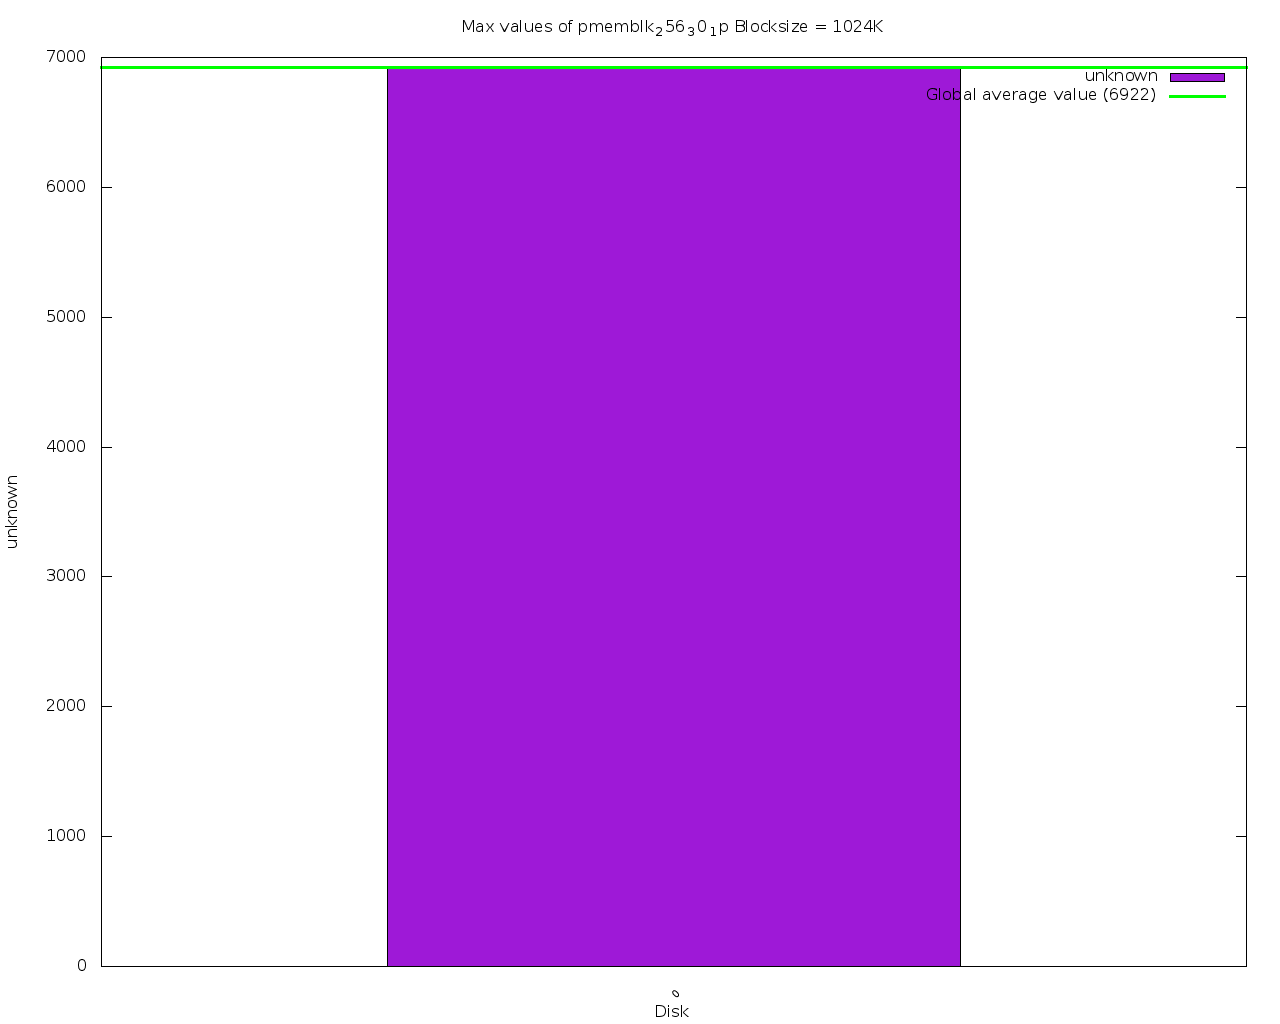 Max values of pmemblk₂56₃0₁p Blocksize = 1024K
7000
unknown
Global average value (6922)
6000
5000
4000
3000
2000
1000
0
unknown
0
Disk